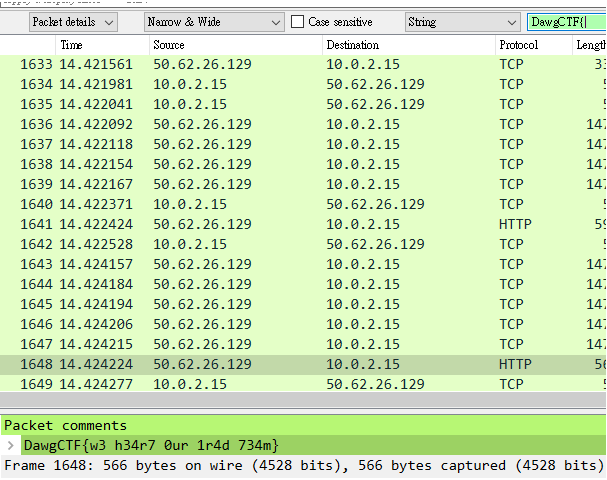 Packet details Narrow & Wide Case sensitive String DawgCTF{
Time Source Destination Protocol Length
1633 14.421561 50.62.26.129 10.0.2.15 TCP 33
1634 14.421981 10.0.2.15 50.62.26.129 TCP 5
1635 14.422041 10.0.2.15 50.62.26.129 TCP 5
1636 14.422092 50.62.26.129 10.0.2.15 TCP 147
1637 14.422118 50.62.26.129 10.0.2.15 TCP 147
1638 14.422154 50.62.26.129 10.0.2.15 TCP 147
1639 14.422167 50.62.26.129 10.0.2.15 TCP 147
1640 14.422371 10.0.2.15 50.62.26.129 TCP 5
1641 14.422424 50.62.26.129 10.0.2.15 HTTP 59
1642 14.422528 10.0.2.15 50.62.26.129 TCP 5
1643 14.424157 50.62.26.129 10.0.2.15 TCP 147
1644 14.424184 50.62.26.129 10.0.2.15 TCP 147
1645 14.424194 50.62.26.129 10.0.2.15 TCP 147
1646 14.424206 50.62.26.129 10.0.2.15 TCP 147
1647 14.424215 50.62.26.129 10.0.2.15 TCP 147
1648 14.424224 50.62.26.129 10.0.2.15 HTTP 56
1649 14.424277 10.0.2.15 50.62.26.129 TCP 5
Packet comments
DawgCTF{w3 h34r7 0ur 1r4d 734m}
Frame 1648: 566 bytes on wire (4528 bits), 566 bytes captured (4528 bits)